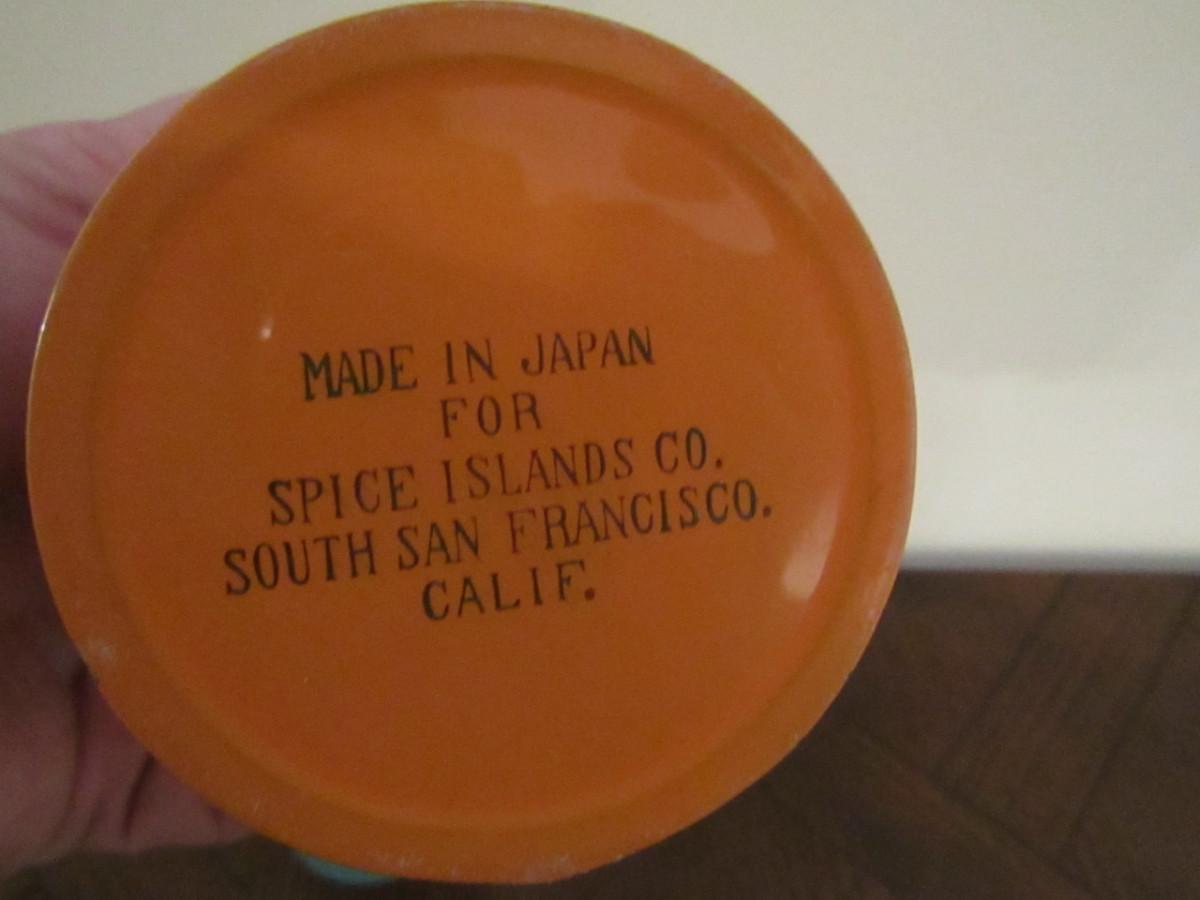 MADE IN JAPAN
FOR
SPICE ISLANDS CO.
SOUTH SAN FRANCISCO.
CALIF.